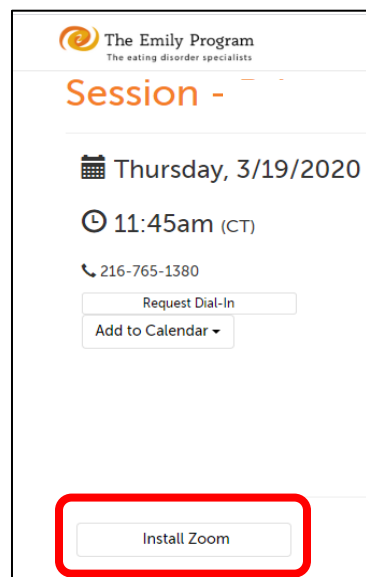 The Emily Program
The eating disorder specialists
Session -
Thursday, 3/19/2020
11:45am (CT)
216-765-1380
Request Dial-In
Add to Calendar
Install Zoom